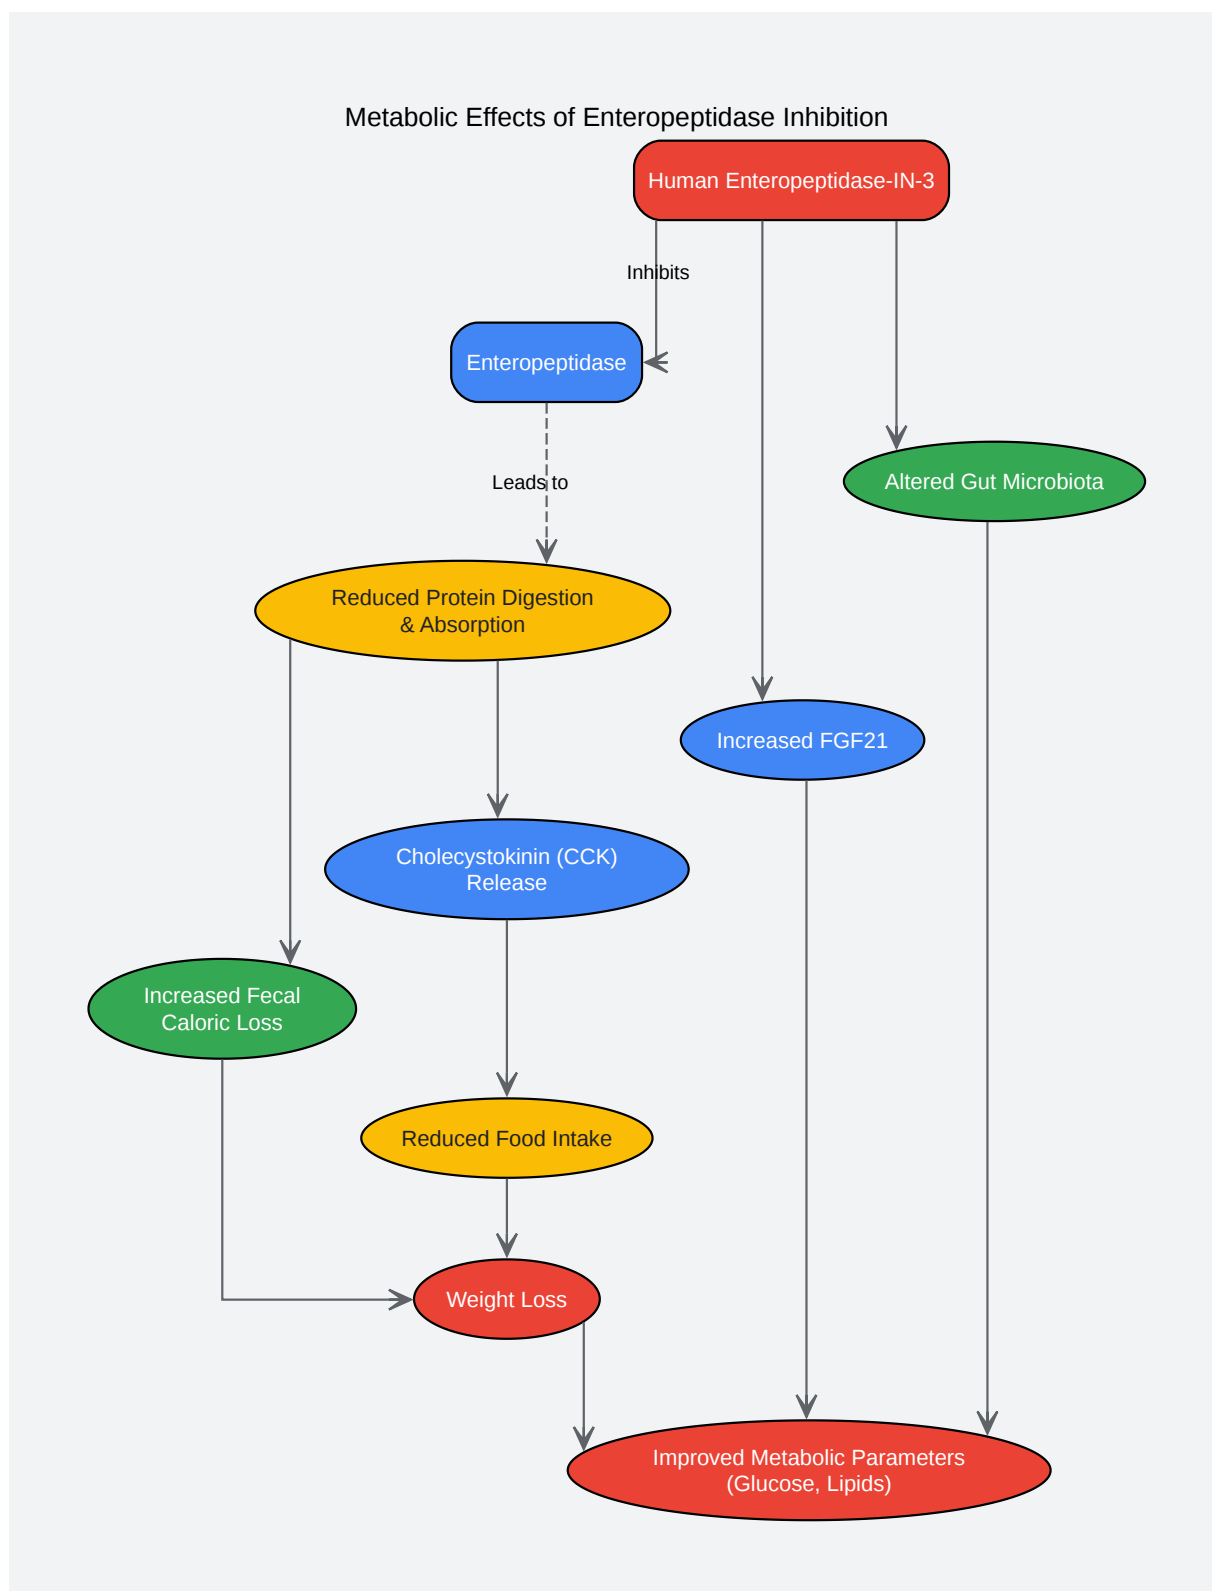 Metabolic Effects of Enteropeptidase Inhibition
Human Enteropeptidase-IN-3
Inhibits
Enteropeptidase
Leads to
Altered Gut Microbiota
Reduced Protein Digestion
& Absorption
Increased FGF21
Cholecystokinin (CCK)
Release
Increased Fecal
Caloric Loss
Reduced Food Intake
Weight Loss
Improved Metabolic Parameters
(Glucose, Lipids)